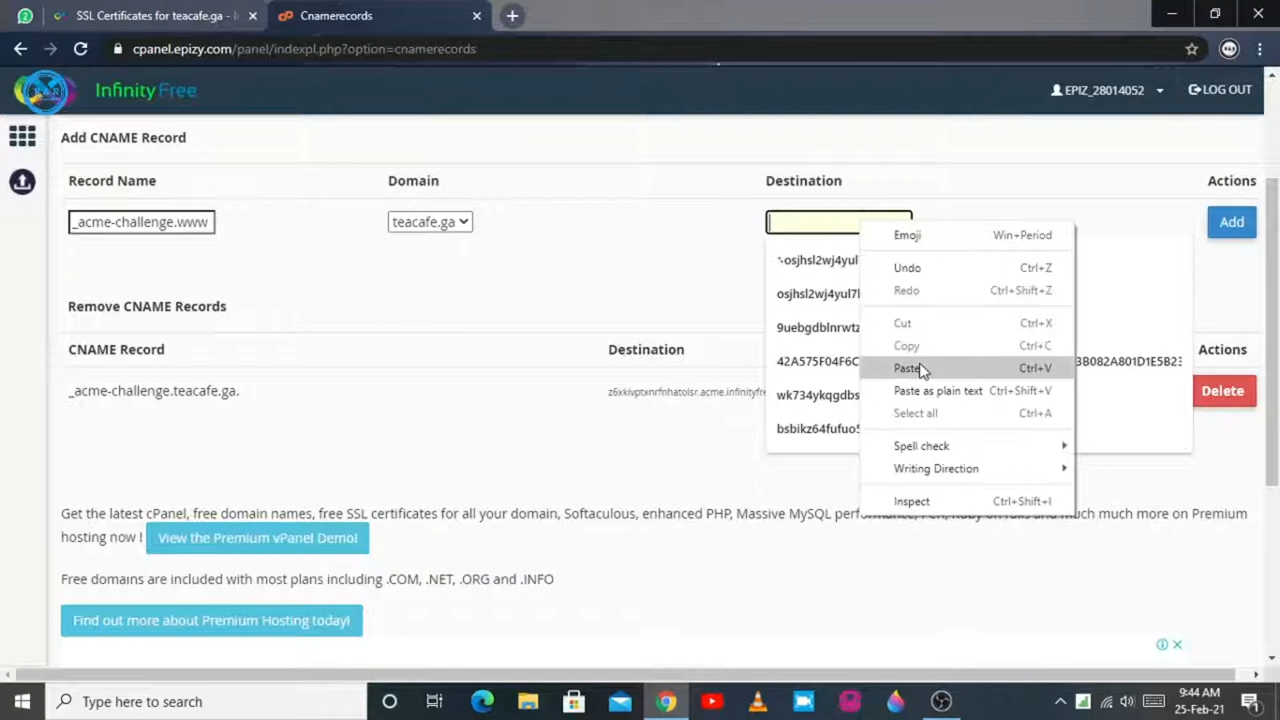 SSL Certificates for teacafe.ga - I
Cnamerecords
cpanel.epizy.com/panel/indexpl.php?option=cnamerecords
InfinityFree
EPIZ_28014052
LOG OUT
Add CNAME Record
Record Name Domain Destination Actions
_acme-challenge.www teacafe.ga Add
Emoji Win+Period
Undo Ctrl+Z
Redo Ctrl+Shift+Z
Cut Ctrl+X
Copy Ctrl+C
Paste Ctrl+V
Paste as plain text Ctrl+Shift+V
Select all Ctrl+A
Spell check
Writing Direction
Inspect Ctrl+Shift+I
osjhsl2wj4yul
osjhsl2wj4yul7
9uebgdblnrwtz
42A575F04F6C 3B082A801D1E5B23
wk734ykqgdbs
bsbikz64fufuo5
Remove CNAME Records
CNAME Record Destination Actions
_acme-challenge.teacafe.ga. Delete
Get the latest cPanel, free domain names, free SSL certificates for all your domain, Softaculous, enhanced PHP, Massive MySQL performance, and much much more on Premium
hosting now ! View the Premium vPanel Demo!
Free domains are included with most plans including .COM, .NET, .ORG and .INFO
Find out more about Premium Hosting today!
Type here to search
9:44 AM
25-Feb-21